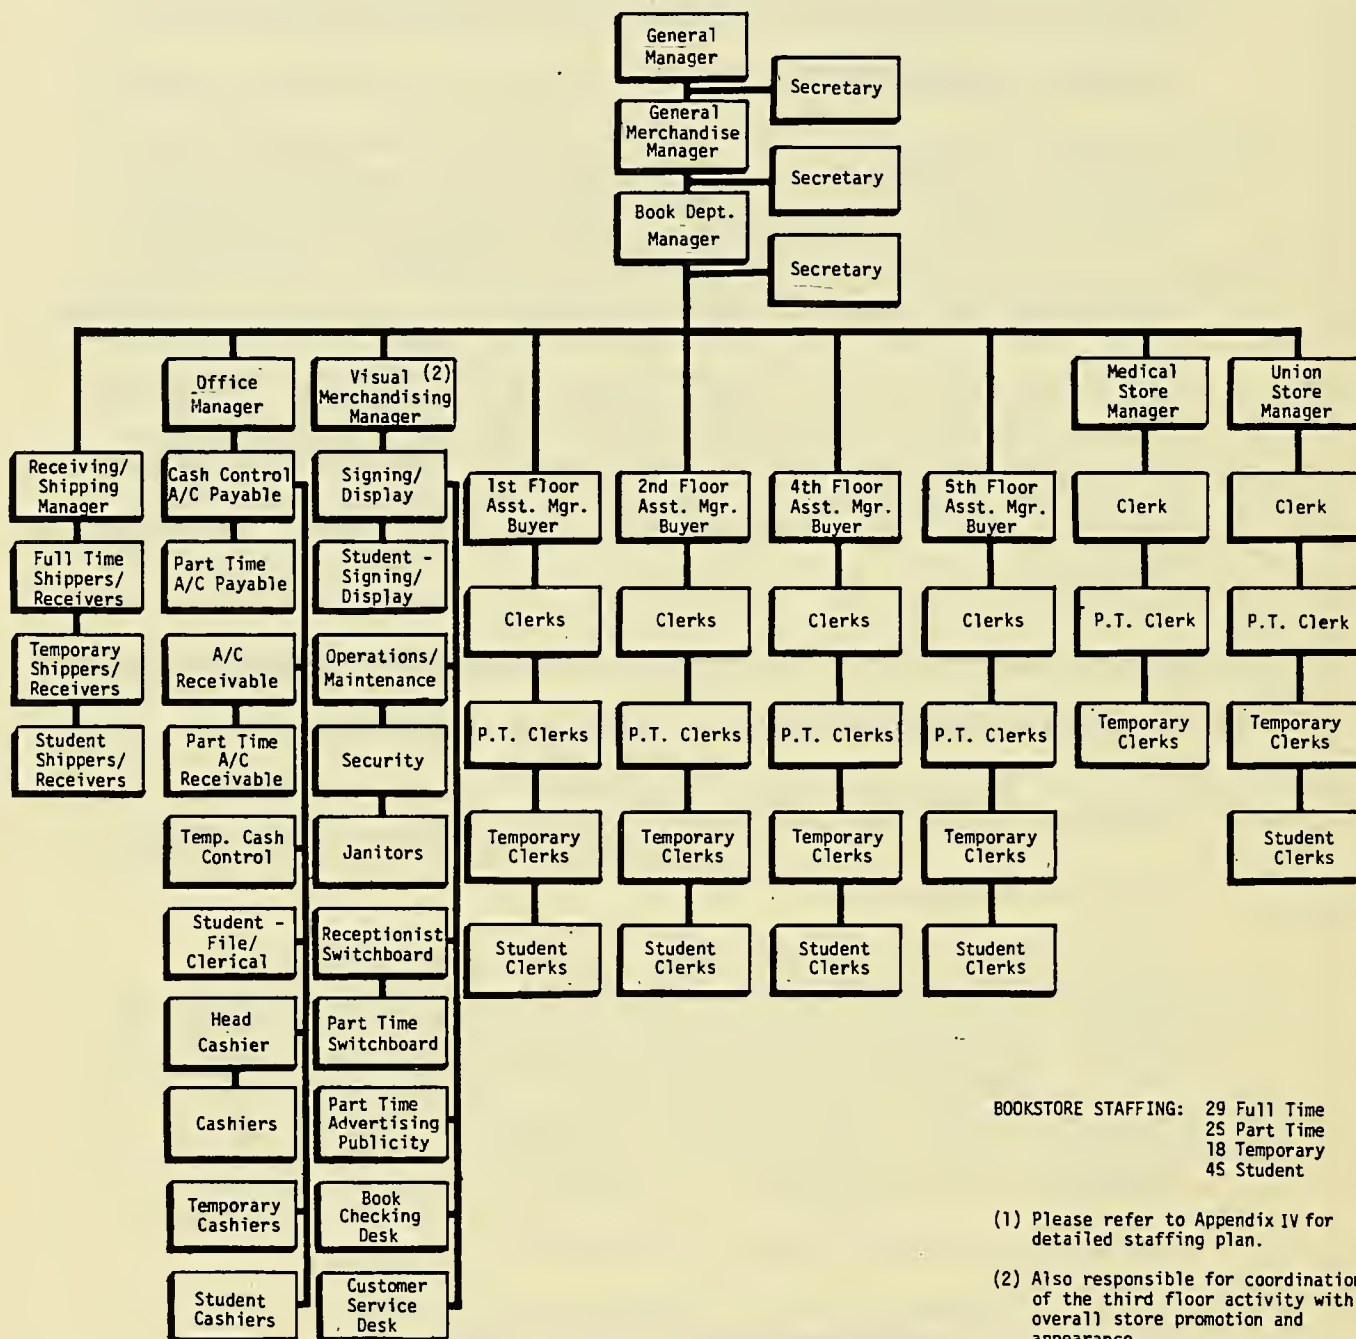 General
Manager
Secretary
General
Merchandise
Manager
Secretary
Book Dept.
Manager
Secretary
Receiving/
Shipping
Manager
Full Time
Shippers/
Receivers
Temporary
Shippers/
Receivers
Student
Shippers/
Receivers
Office
Manager
Cash Control
A/C Payable
Part Time
A/C Payable
A/C
Receivable
Part Time
A/C
Receivable
Temp. Cash
Control
Student -
File/
Clerical
Head
Cashier
Cashiers
Temporary
Cashiers
Student
Cashiers
Visual (2)
Merchandising
Manager
Signing/
Display
Student -
Signing/
Display
Operations/
Maintenance
Security
Janitors
Receptionist
Switchboard
Part Time
Switchboard
Part Time
Advertising
Publicity
Book
Checking
Desk
Customer
Service
Desk
1st Floor
Asst. Mgr.
Buyer
Clerks
P.T. Clerks
Temporary
Clerks
Student
Clerks
2nd Floor
Asst. Mgr.
Buyer
Clerks
P.T. Clerks
Temporary
Clerks
Student
Clerks
4th Floor
Asst. Mgr.
Buyer
Clerks
P.T. Clerks
Temporary
Clerks
Student
Clerks
5th Floor
Asst. Mgr.
Buyer
Clerks
P.T. Clerks
Temporary
Clerks
Student
Clerks
Medical
Store
Manager
Clerk
P.T. Clerk
Temporary
Clerks
Union
Store
Manager
Clerk
P.T. Clerk
Temporary
Clerks
Student
Clerks
BOOKSTORE STAFFING: 29 Full Time
25 Part Time
18 Temporary
45 Student
(1) Please refer to Appendix IV for
detailed staffing plan.
(2) Also responsible for coordination
of the third floor activity with
overall store promotion and
appearance